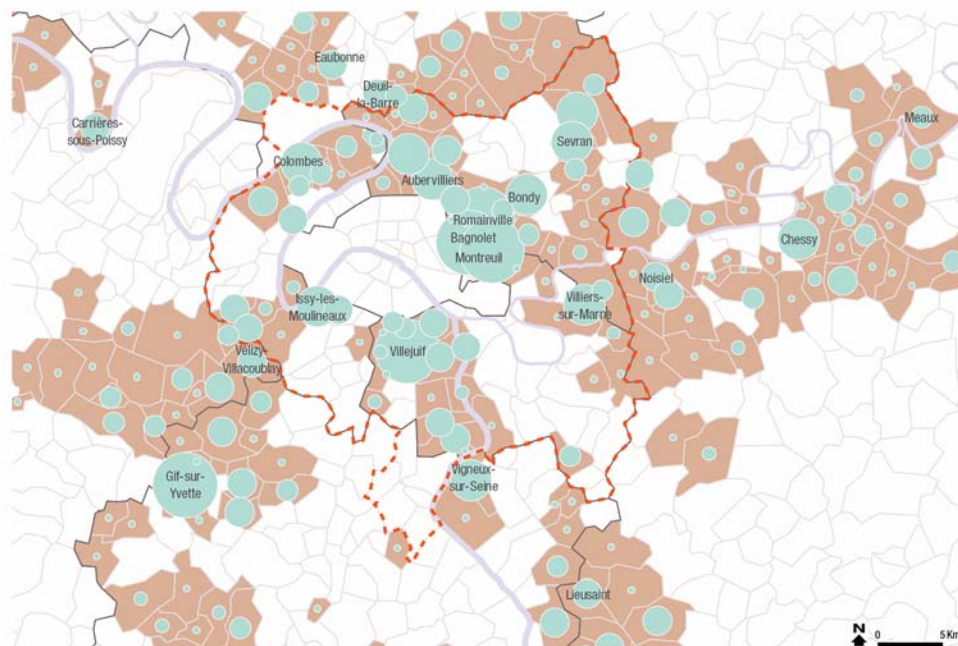 Eaubonne
Deuil-
la-Barre
Carrières-
sous-Poissy
Meaux
Sevran
Colombes
Aubervilliers
Bondy
Romainville
Bagnolet
Chessy
Montreuil
Noisiel
Issy-les-
Moulineaux
Villiers-
sur-Marne
Villejuif
Vélizy-
Villacoublay
Gif-sur-
Yvette
Vigneux-
sur-Seine
Lieusaint
N
0 5 Km